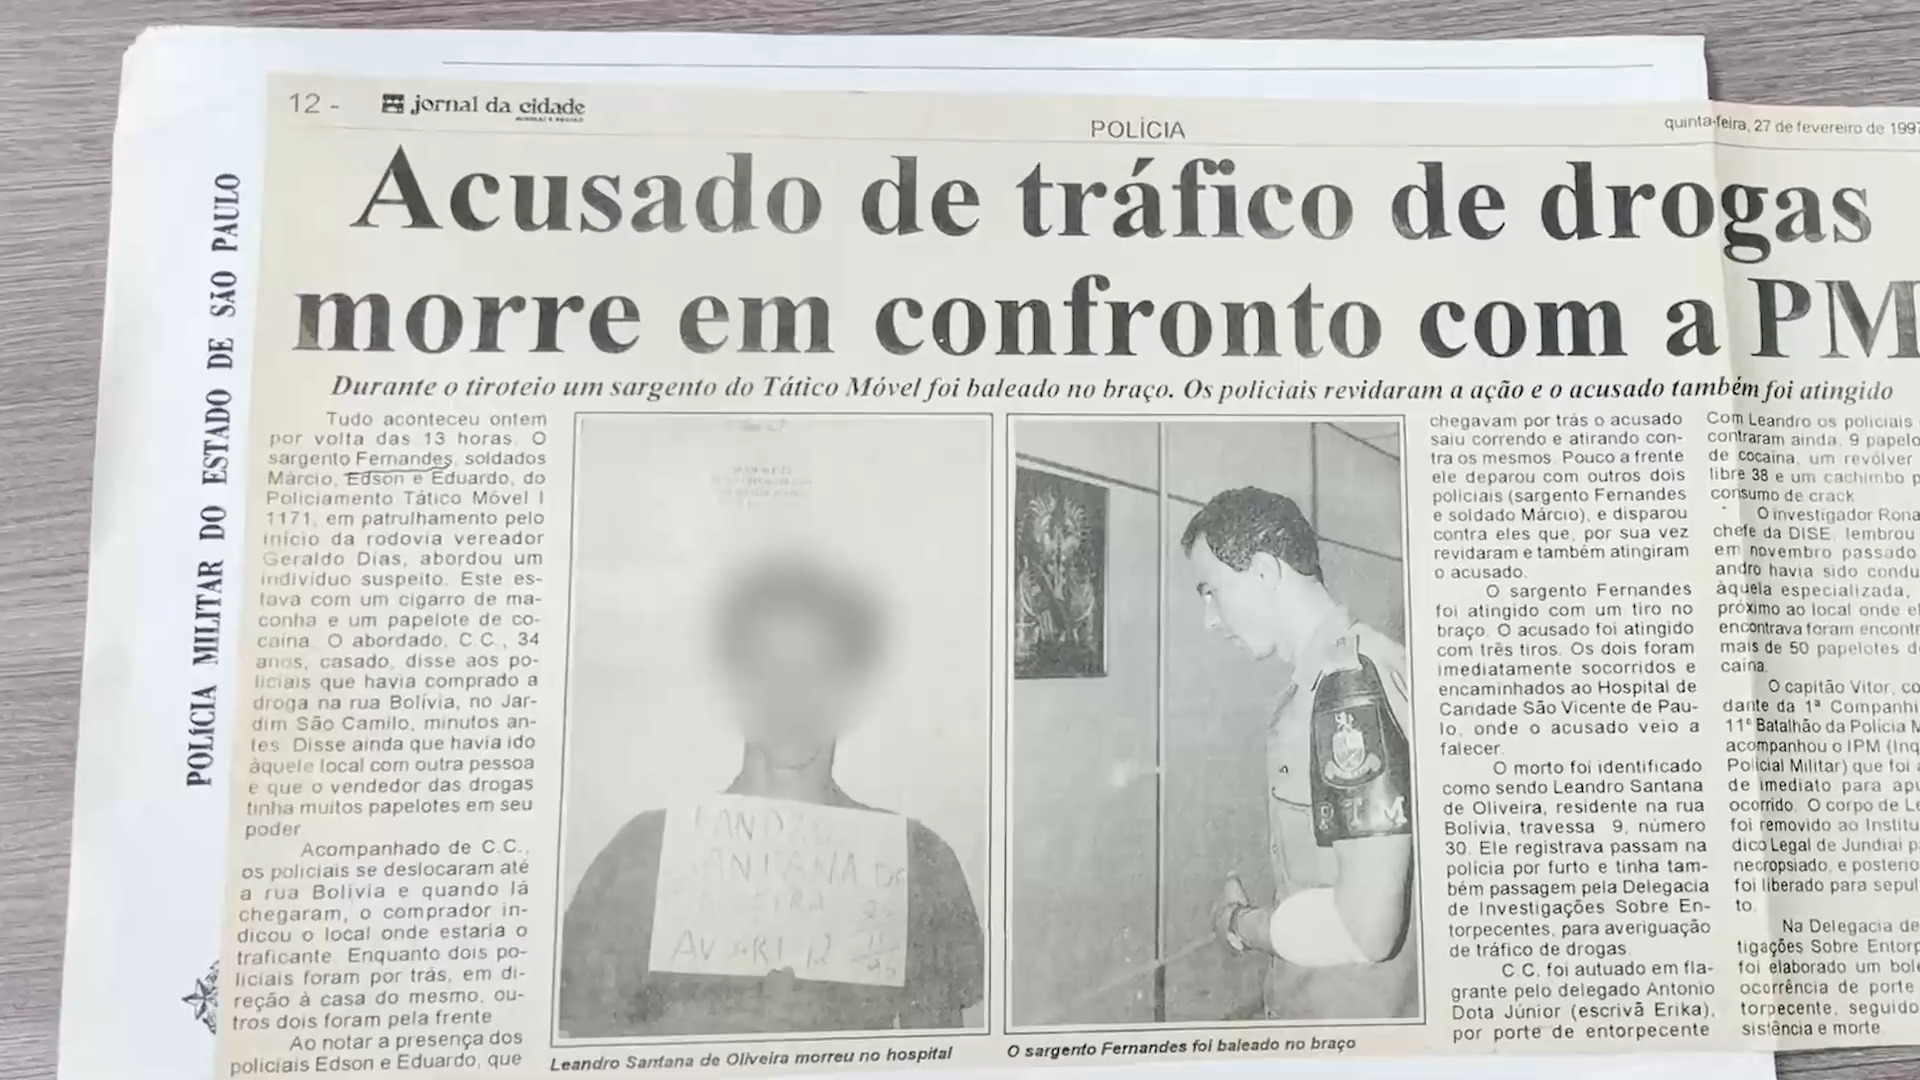 12 -
jornal da cidade
POLÍCIA
quinta-feira, 27 de fevereiro de 1997
POLÍCIA MILITAR DO ESTADO DE SÃO PAULO
Acusado de tráfico de drogas
morre em confronto com a PM
Durante o tiroteio um sargento do Tático Móvel foi baleado no braço. Os policiais revidaram a ação e o acusado também foi atingido
Tudo aconteceu ontem
por volta das 13 horas. O
sargento Fernandes, soldados
Márcio, Edson e Eduardo, do
Policiamento Tático Móvel I
1171, em patrulhamento pelo
início da rodovia vereador
Geraldo Dias, abordou um
indivíduo suspeito. Este es-
tava com um cigarro de ma-
conha e um papelote de co-
caína. O abordado, C.C., 34
anos, casado, disse aos po-
liciais que havia comprado a
droga na rua Bolívia, no Jar-
dim São Camilo, minutos an-
tes. Disse ainda que havia ido
àquele local com outra pessoa
e que o vendedor das drogas
tinha muitos papelotes em seu
poder
Acompanhado de C.C.,
os policiais se deslocaram até
a rua Bolívia e quando lá
chegaram, o comprador in-
dicou o local onde estaria o
traficante. Enquanto dois po-
liciais foram por trás, em di-
reção à casa do mesmo, ou-
tros dois foram pela frente
Ao notar a presença dos
policiais Edson e Eduardo, que
SANTANA
Leandro Santana de Oliveira morreu no hospital
P.T.M
O sargento Fernandes foi baleado no braço
chegavam por trás o acusado
saiu correndo e atirando con-
tra os mesmos. Pouco a frente
ele deparou com outros dois
policiais (sargento Fernandes
e soldado Márcio), e disparou
contra eles que, por sua vez
revidaram e também atingiram
o acusado.
O sargento Fernandes
foi atingido com um tiro no
braço. O acusado foi atingido
com três tiros. Os dois foram
imediatamente socorridos e
encaminhados ao Hospital de
Caridade São Vicente de Pau-
lo, onde o acusado veio a
falecer.
O morto foi identificado
como sendo Leandro Santana
de Oliveira, residente na rua
Bolívia, travessa 9, número
30. Ele registrava passam na
polícia por furto e tinha tam-
bém passagem pela Delegacia
de Investigações Sobre En-
torpecentes, para averiguação
de tráfico de drogas.
C.C. foi autuado em fla-
grante pelo delegado Antonio
Dota Júnior (escrivã Erika),
por porte de entorpecente
Com Leandro os policiais
contraram ainda, 9 papelo
de cocaína, um revólver
libre 38 e um cachimbo p
consumo de crack
O investigador Rona
chefe da DISE, lembrou
em novembro passado
andro havia sido condu
àquela especializada,
próximo ao local onde el
encontrava foram encontr
mais de 50 papelotes d
caína.
O capitão Vitor, co
dante da 1ª Companhi
11º Batalhão da Polícia M
acompanhou o IPM (Inq
Policial Militar) que foi
de imediato para apu
ocorrido. O corpo de Le
foi removido ao Institu
dico Legal de Jundiaí p
necropsiado, e posterio
foi liberado para sepul
to.
Na Delegacia de
tigações Sobre Entorp
foi elaborado um bol
ocorrência de porte
torpecente, seguido
sistência e morte.